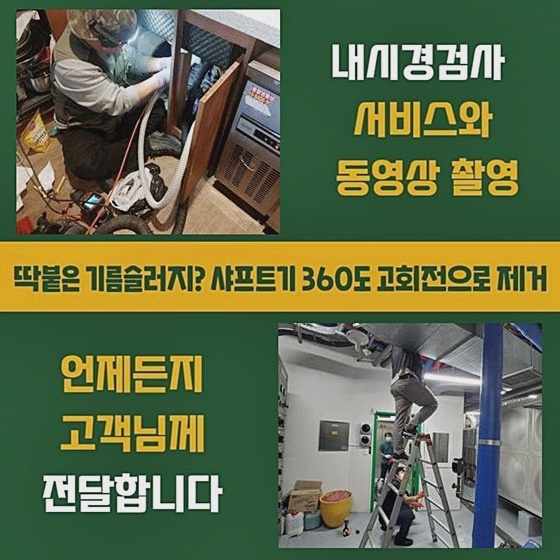 내시경검사
서비스와
동영상 촬영
딱붙은 기름슬러지? 샤프트기 360도 고회전으로 제거
언제든지
고객님께
전달합니다